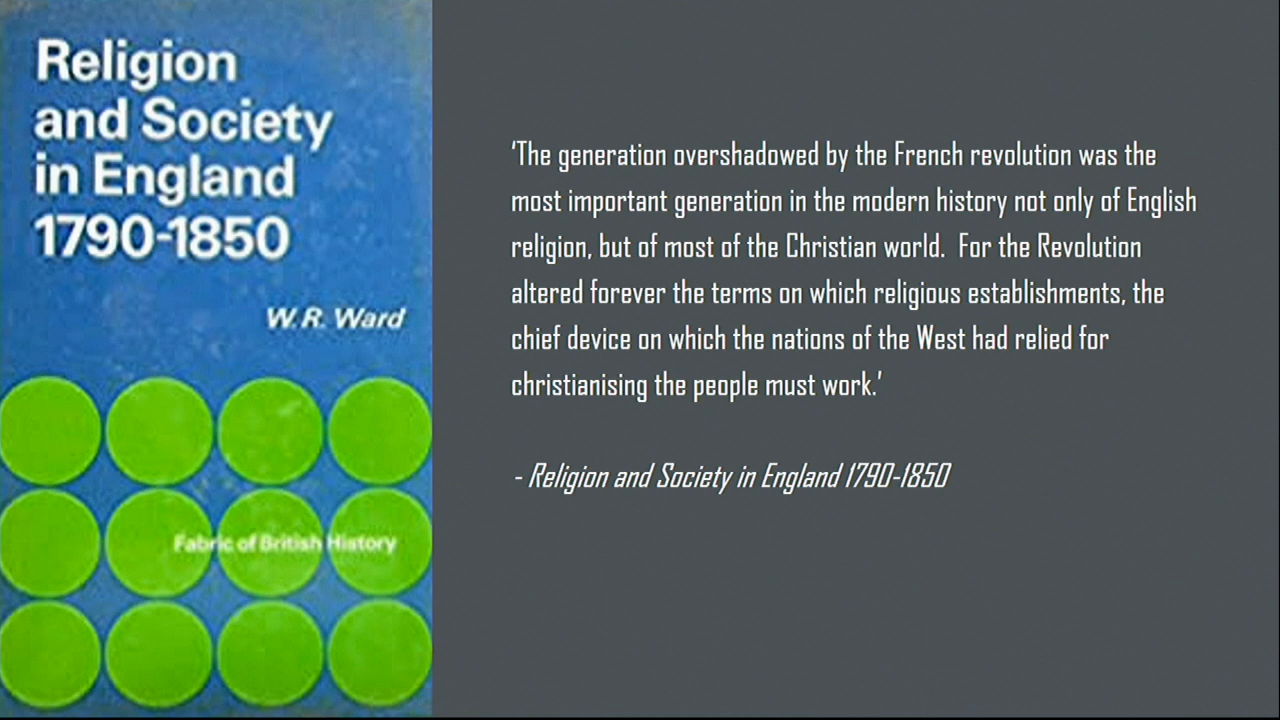 Religion
and Society
in England
1790-1850
W. R. Ward
Fabric of British History
‘The generation overshadowed by the French revolution was the
most important generation in the modern history not only of English
religion, but of most of the Christian world.  For the Revolution
altered forever the terms on which religious establishments, the
chief device on which the nations of the West had relied for
christianising the people must work.’
- Religion and Society in England 1790-1850